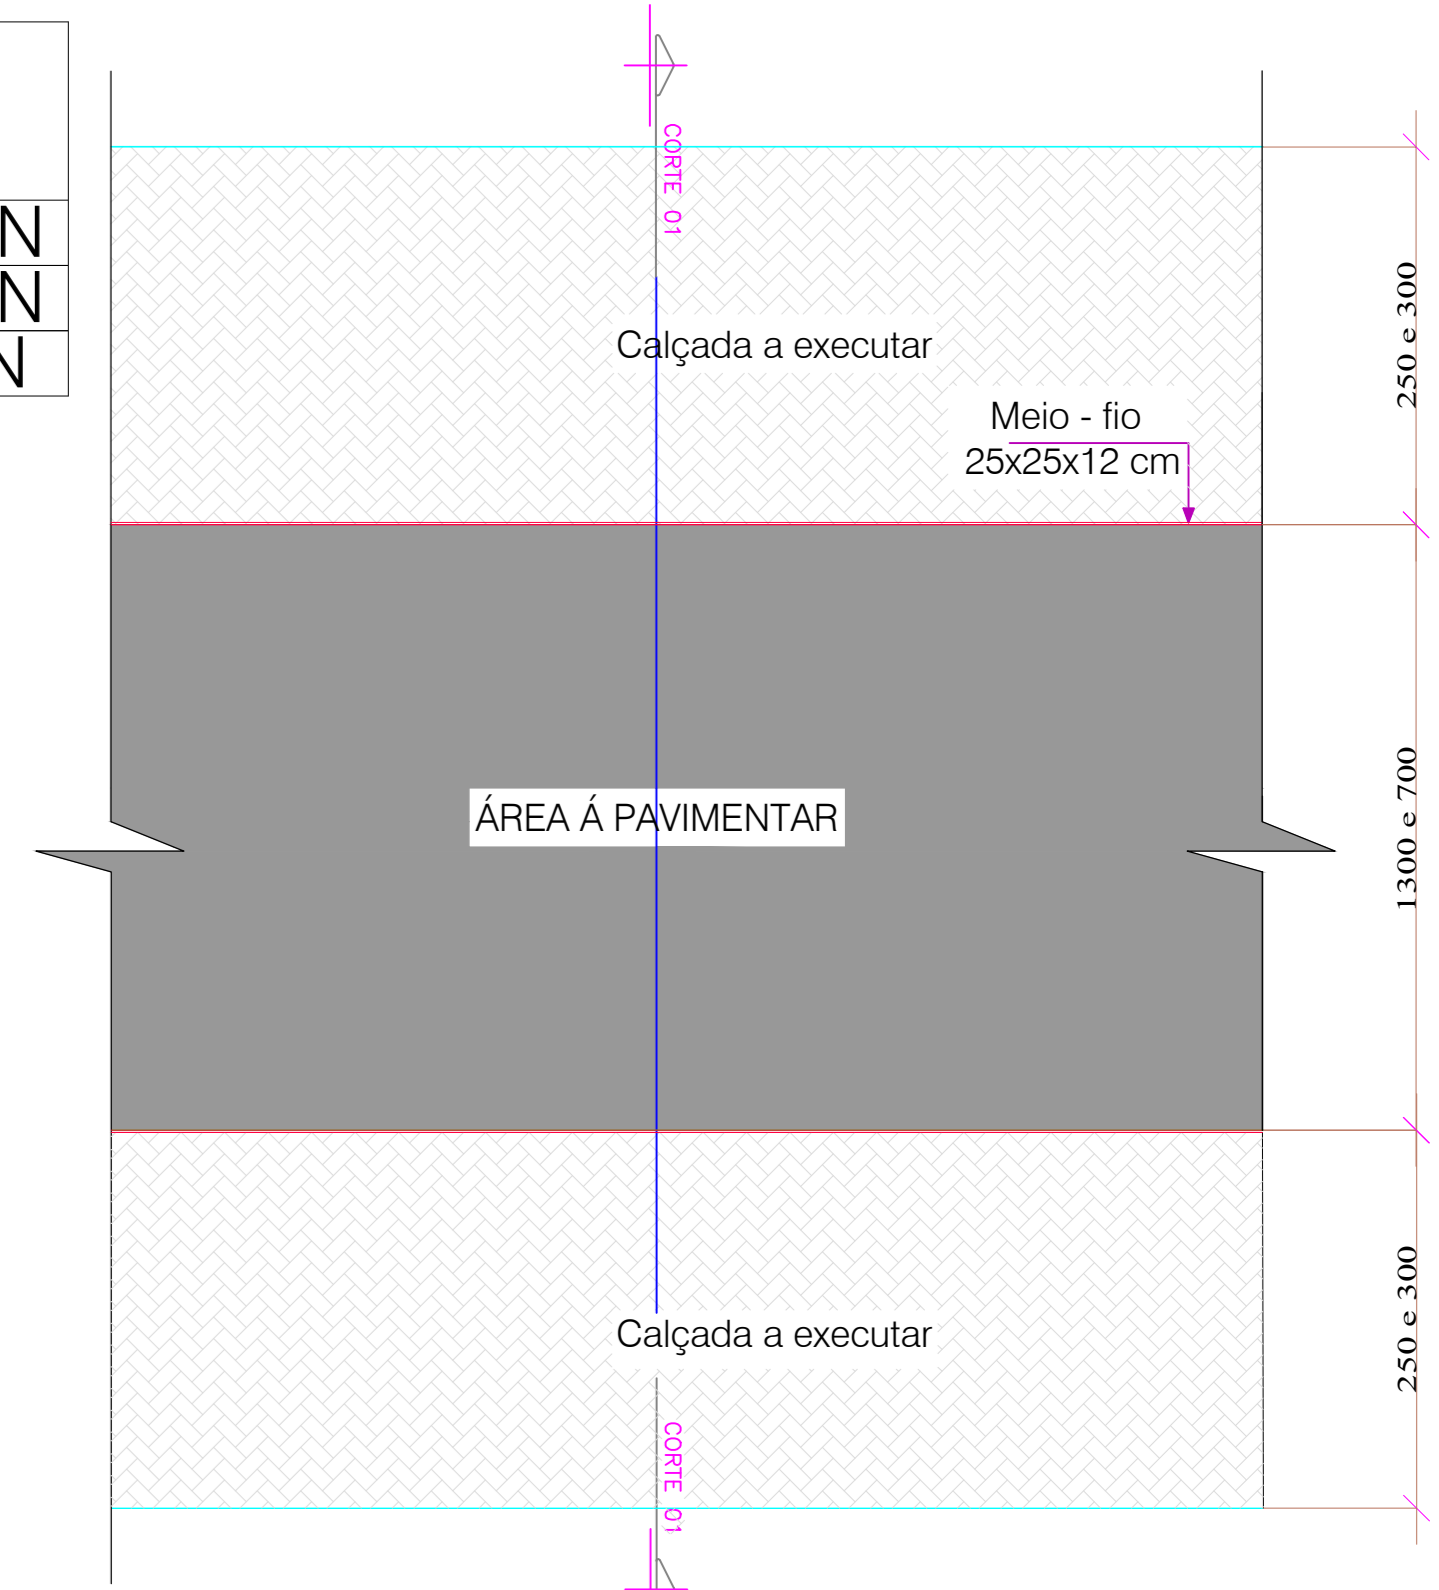 N
N
N
CORTE 01
Calçada a executar
250 e 300
Meio - fio
25x25x12 cm
ÁREA Á PAVIMENTAR
1300 e 700
Calçada a executar
250 e 300
CORTE 01